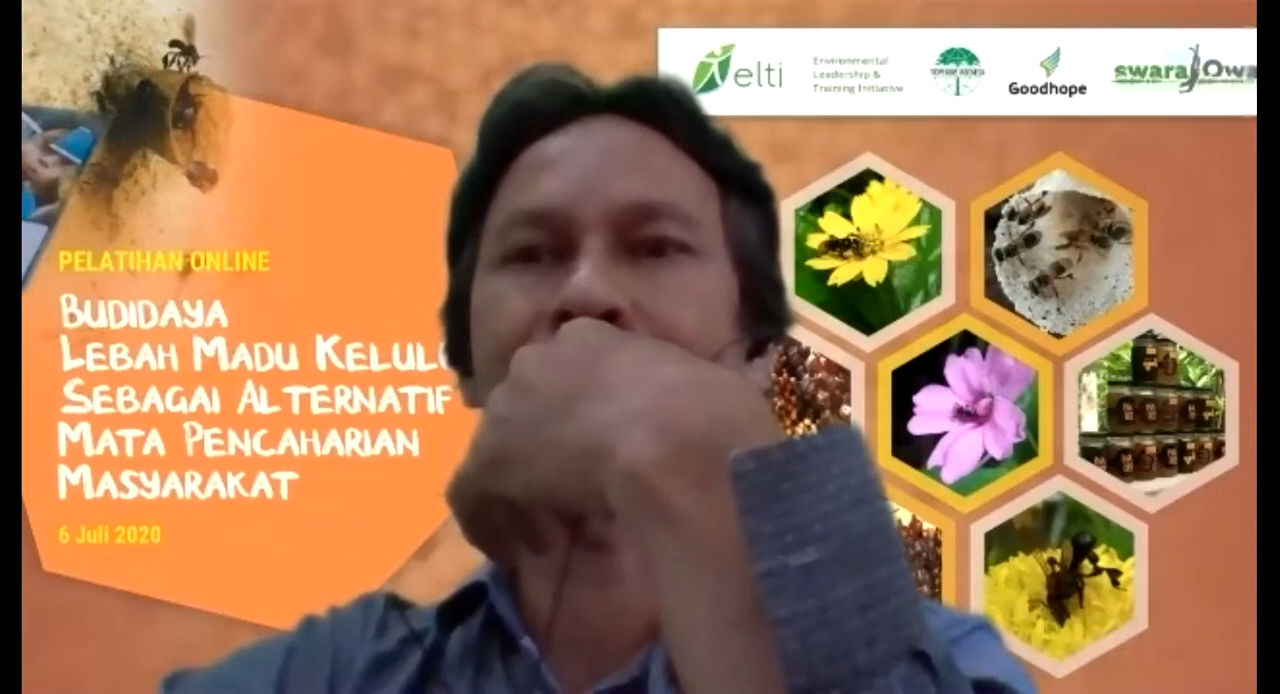 elti
Environmental
Leadership &
Training Initiative
Goodhope
swara Owa
PELATIHAN ONLINE
BUDIDAYA
LEBAH MADU KELULU
SEBAGAI ALTERNATIF
MATA PENCAHARIAN
MASYARAKAT
6 Juli 2020